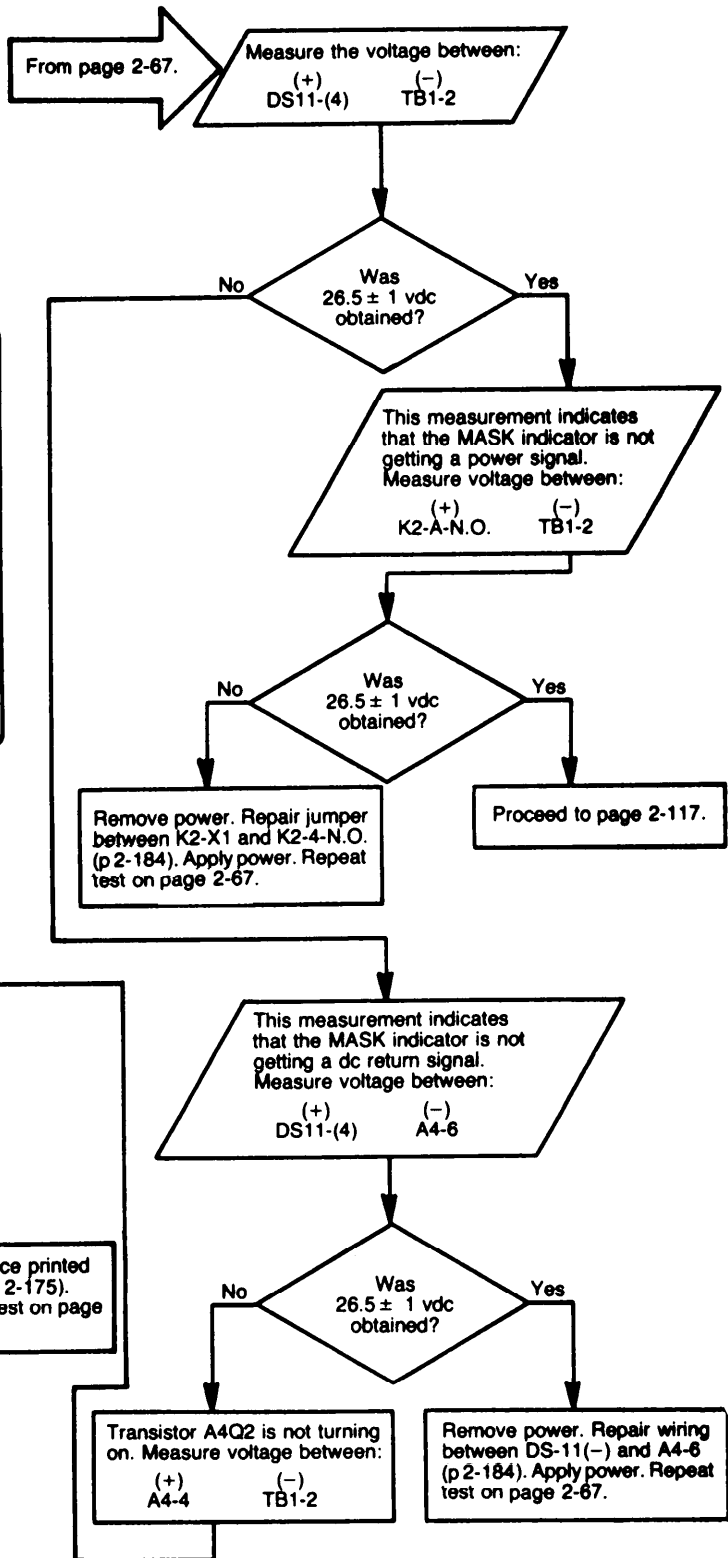 From page 2-67.
Measure the voltage between:
(+) (−)
DS11-(4) TB1-2
Was
26.5 ± 1 vdc
obtained?
No
Yes
This measurement indicates
that the MASK indicator is not
getting a power signal.
Measure voltage between:
(+) (−)
K2-A-N.O. TB1-2
Was
26.5 ± 1 vdc
obtained?
No
Yes
Remove power. Repair jumper
between K2-X1 and K2-4-N.O.
(p 2-184). Apply power. Repeat
test on page 2-67.
Proceed to page 2-117.
This measurement indicates
that the MASK indicator is not
getting a dc return signal.
Measure voltage between:
(+) (−)
DS11-(4) A4-6
Was
26.5 ± 1 vdc
obtained?
No
Yes
ce printed
2-175).
est on page
Transistor A4Q2 is not turning
on. Measure voltage between:
(+) (−)
A4-4 TB1-2
Remove power. Repair wiring
between DS-11(−) and A4-6
(p 2-184). Apply power. Repeat
test on page 2-67.